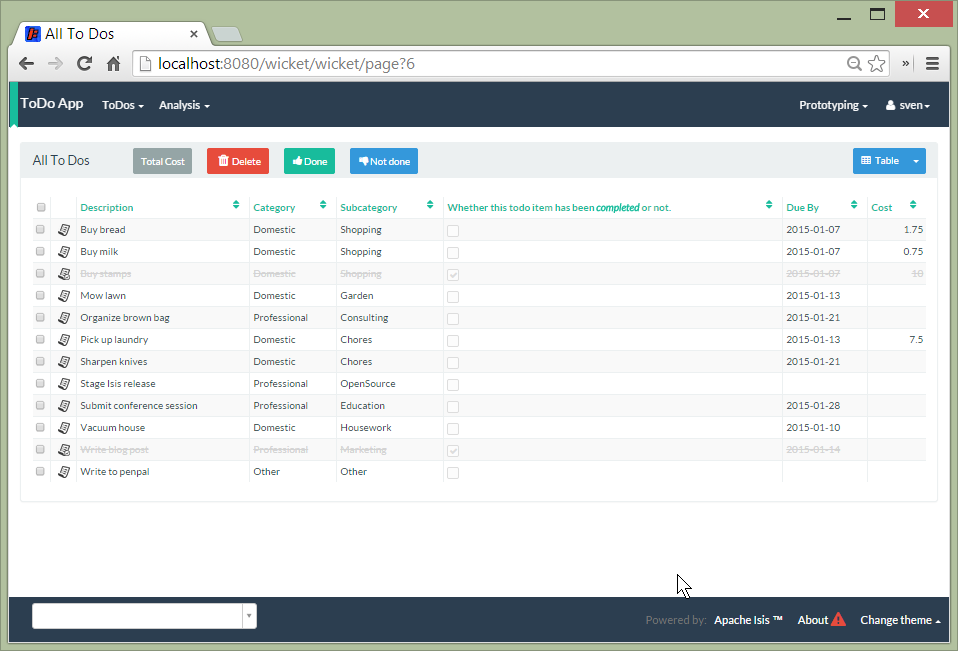 All To Dos
localhost:8080/wicket/wicket/page?6
ToDo App ToDos Analysis Prototyping sven
All To Dos Total Cost Delete Done Not done Table
Description Category Subcategory Whether this todo item has been completed or not. Due By Cost
Buy bread Domestic Shopping 2015-01-07 1.75
Buy milk Domestic Shopping 2015-01-07 0.75
Buy stamps Domestic Shopping 2015-01-07 10
Mow lawn Domestic Garden 2015-01-13
Organize brown bag Professional Consulting 2015-01-21
Pick up laundry Domestic Chores 2015-01-13 7.5
Sharpen knives Domestic Chores 2015-01-21
Stage Isis release Professional OpenSource
Submit conference session Professional Education 2015-01-28
Vacuum house Domestic Housework 2015-01-10
Write blog post Professional Marketing 2015-01-14
Write to penpal Other Other
Powered by: Apache Isis ™ About Change theme